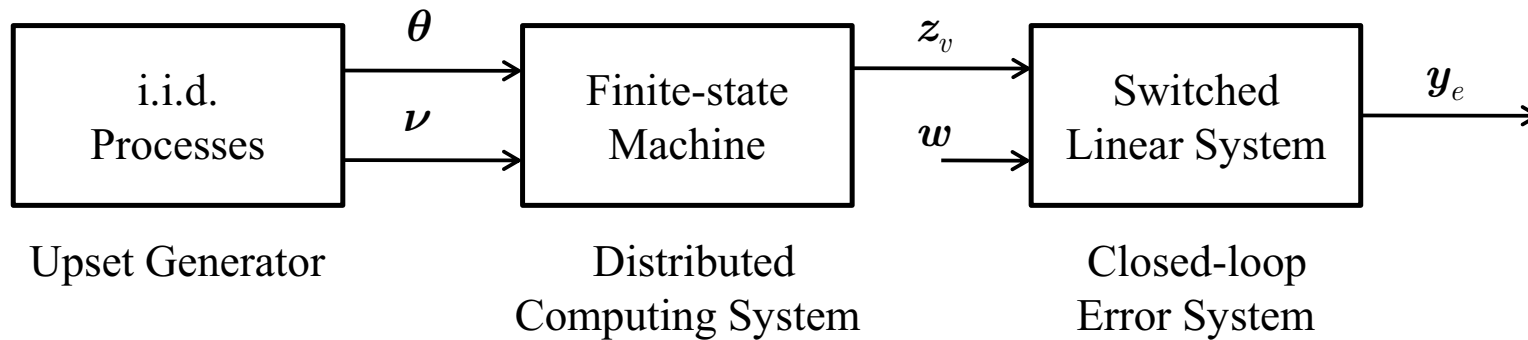 θ
ν
i.i.d.
Processes
Finite-state
Machine
z_v
w
Switched
Linear System
y_e
Upset Generator
Distributed
Computing System
Closed-loop
Error System